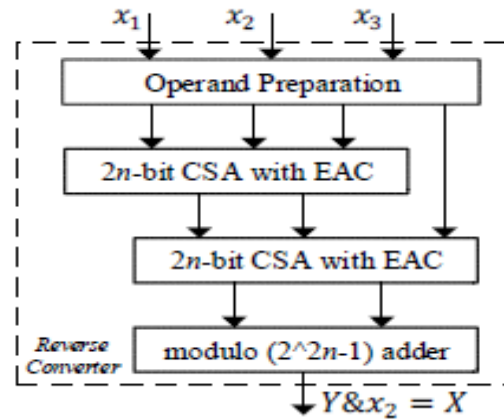 x₁ x₂ x₃
Operand Preparation
2n-bit CSA with EAC
2n-bit CSA with EAC
Reverse
Converter
modulo (2^2n-1) adder
Y&x₂ = X